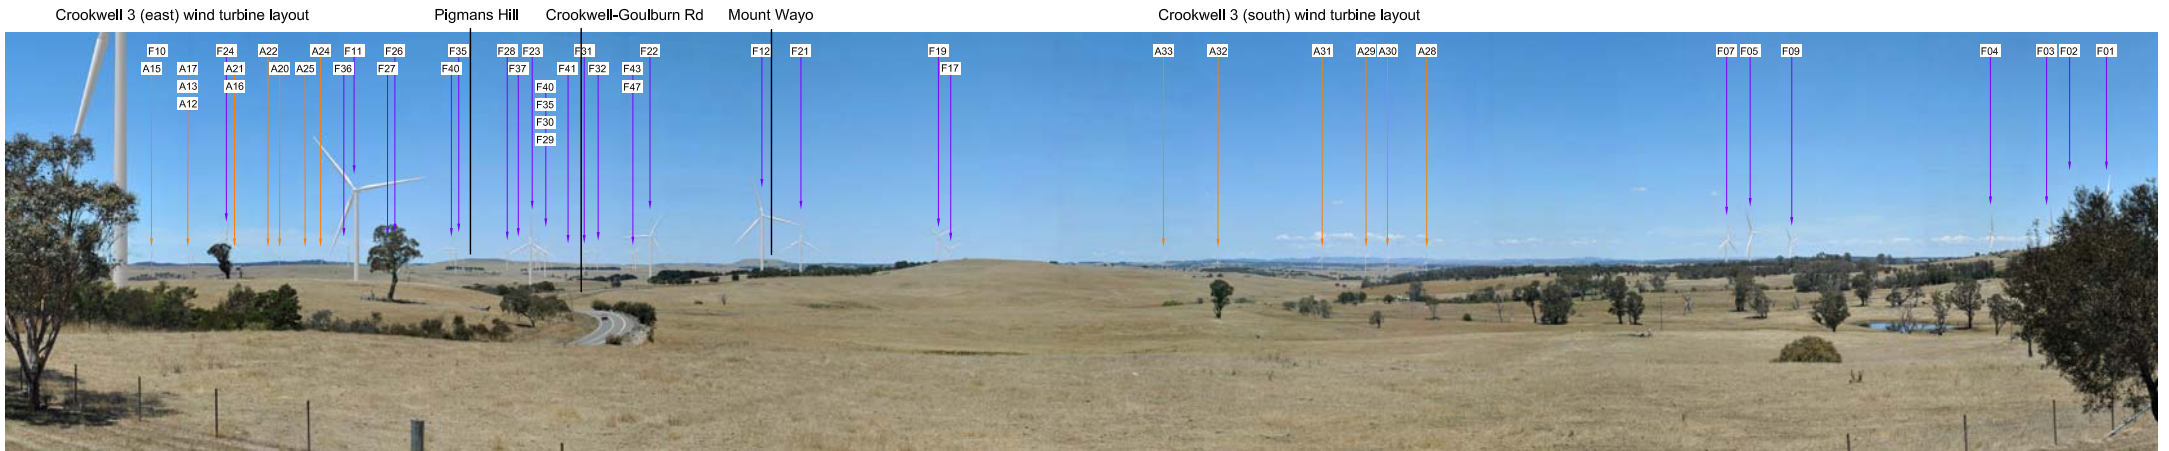 Crookwell 3 (east) wind turbine layout Pigmans Hill Crookwell-Goulburn Rd Mount Wayo Crookwell 3 (south) wind turbine layout
F10 F24 A22 A24 F11 F26 F35 F28 F23 F31 F22 F12 F21 F19 A33 A32 A31 A29 A30 A28 F07 F05 F09 F04 F03 F02 F01
A15 A17 A21 A20 A25 F36 F27 F40 F37 F41 F32 F43 F17
A13 A16 F40 F47
A12 F35
F30
F29